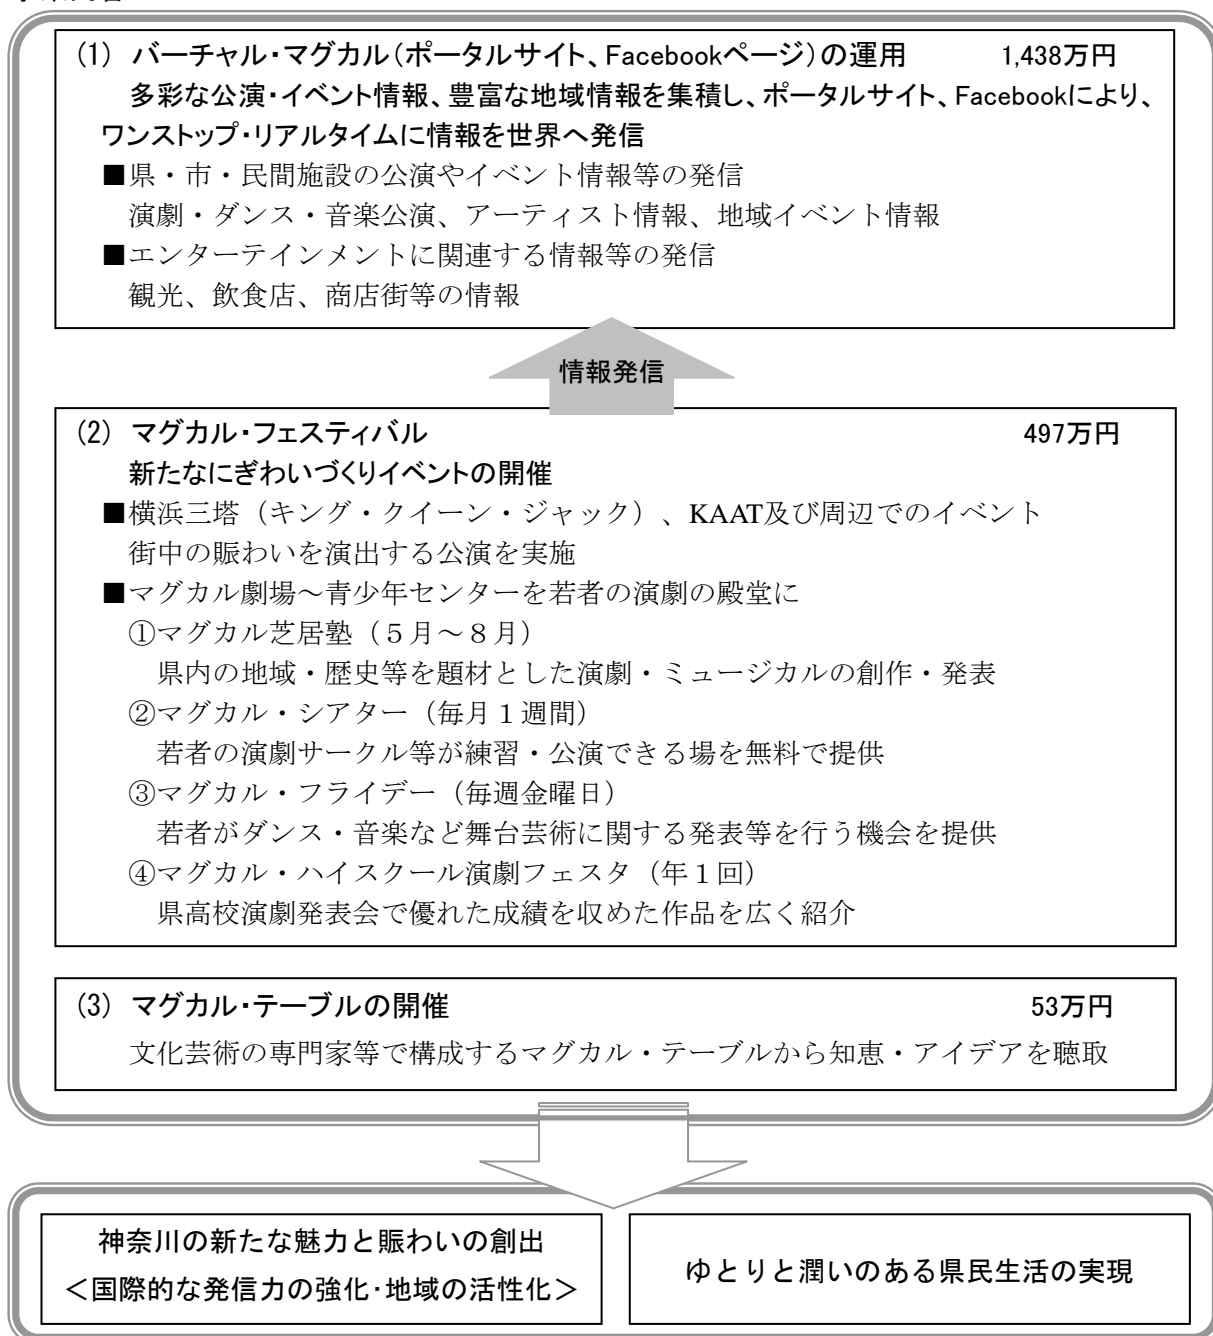 (1) バーチャル・マグカル(ポータルサイト、Facebookページ)の運用 1,438万円
多彩な公演・イベント情報、豊富な地域情報を集積し、ポータルサイト、Facebookにより、
ワンストップ・リアルタイムに情報を世界へ発信
■県・市・民間施設の公演やイベント情報等の発信
演劇・ダンス・音楽公演、アーティスト情報、地域イベント情報
■エンターテインメントに関連する情報等の発信
観光、飲食店、商店街等の情報
情報発信
(2) マグカル・フェスティバル 497万円
新たなにぎわいづくりイベントの開催
■横浜三塔（キング・クイーン・ジャック）、KAAT及び周辺でのイベント
街中の賑わいを演出する公演を実施
■マグカル劇場～青少年センターを若者の演劇の殿堂に
①マグカル芝居塾（５月～８月）
県内の地域・歴史等を題材とした演劇・ミュージカルの創作・発表
②マグカル・シアター（毎月１週間）
若者の演劇サークル等が練習・公演できる場を無料で提供
③マグカル・フライデー（毎週金曜日）
若者がダンス・音楽など舞台芸術に関する発表等を行う機会を提供
④マグカル・ハイスクール演劇フェスタ（年１回）
県高校演劇発表会で優れた成績を収めた作品を広く紹介
(3) マグカル・テーブルの開催 53万円
文化芸術の専門家等で構成するマグカル・テーブルから知恵・アイデアを聴取
神奈川の新たな魅力と賑わいの創出
＜国際的な発信力の強化・地域の活性化＞
ゆとりと潤いのある県民生活の実現